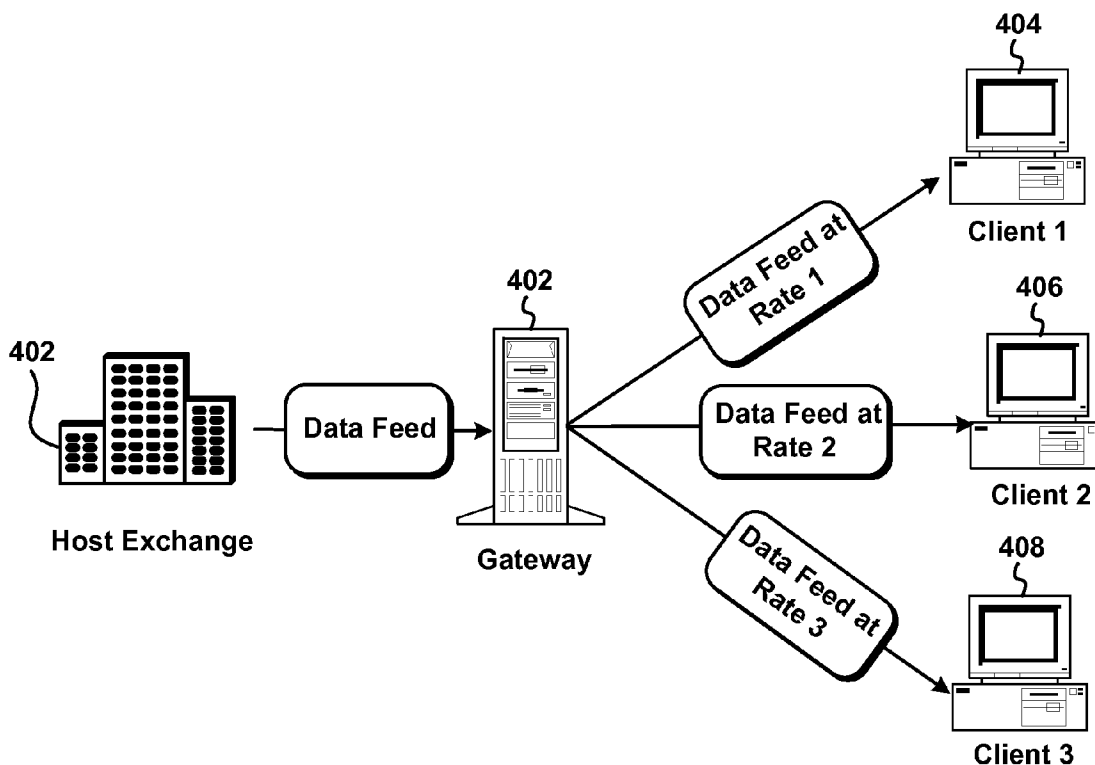 404
Client 1
Data Feed at
Rate 1
402
406
402
Data Feed
Data Feed at
Rate 2
Client 2
Host Exchange
Gateway
Data Feed at
Rate 3
408
Client 3